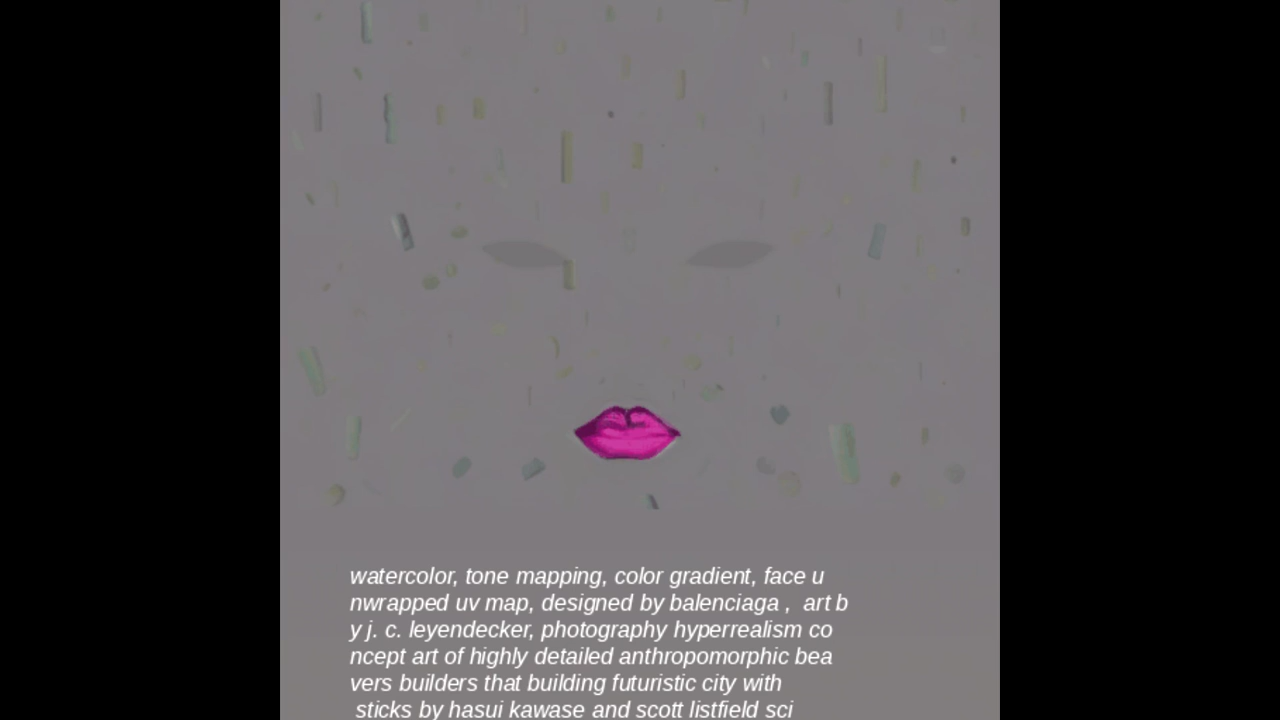 watercolor, tone mapping, color gradient, face u
nwrapped uv map, designed by balenciaga ,  art b
y j. c. leyendecker, photography hyperrealism co
ncept art of highly detailed anthropomorphic bea
vers builders that building futuristic city with
sticks by hasui kawase and scott listfield sci